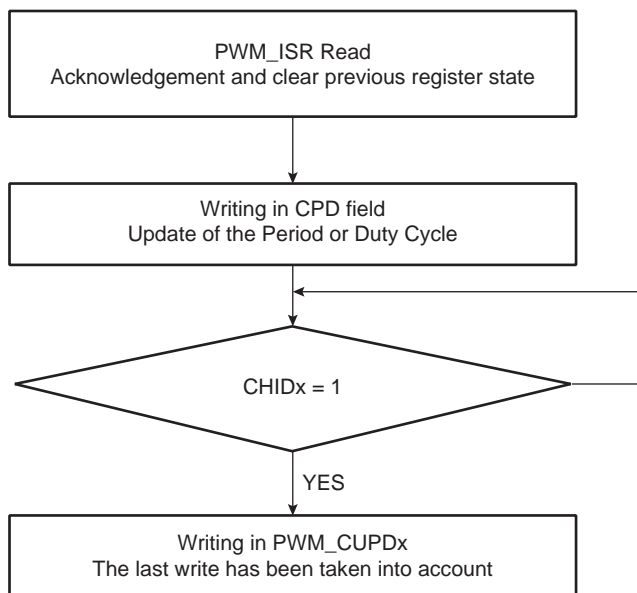 PWM_ISR Read
Acknowledgement and clear previous register state
Writing in CPD field
Update of the Period or Duty Cycle
CHIDx = 1
YES
Writing in PWM_CUPDx
The last write has been taken into account